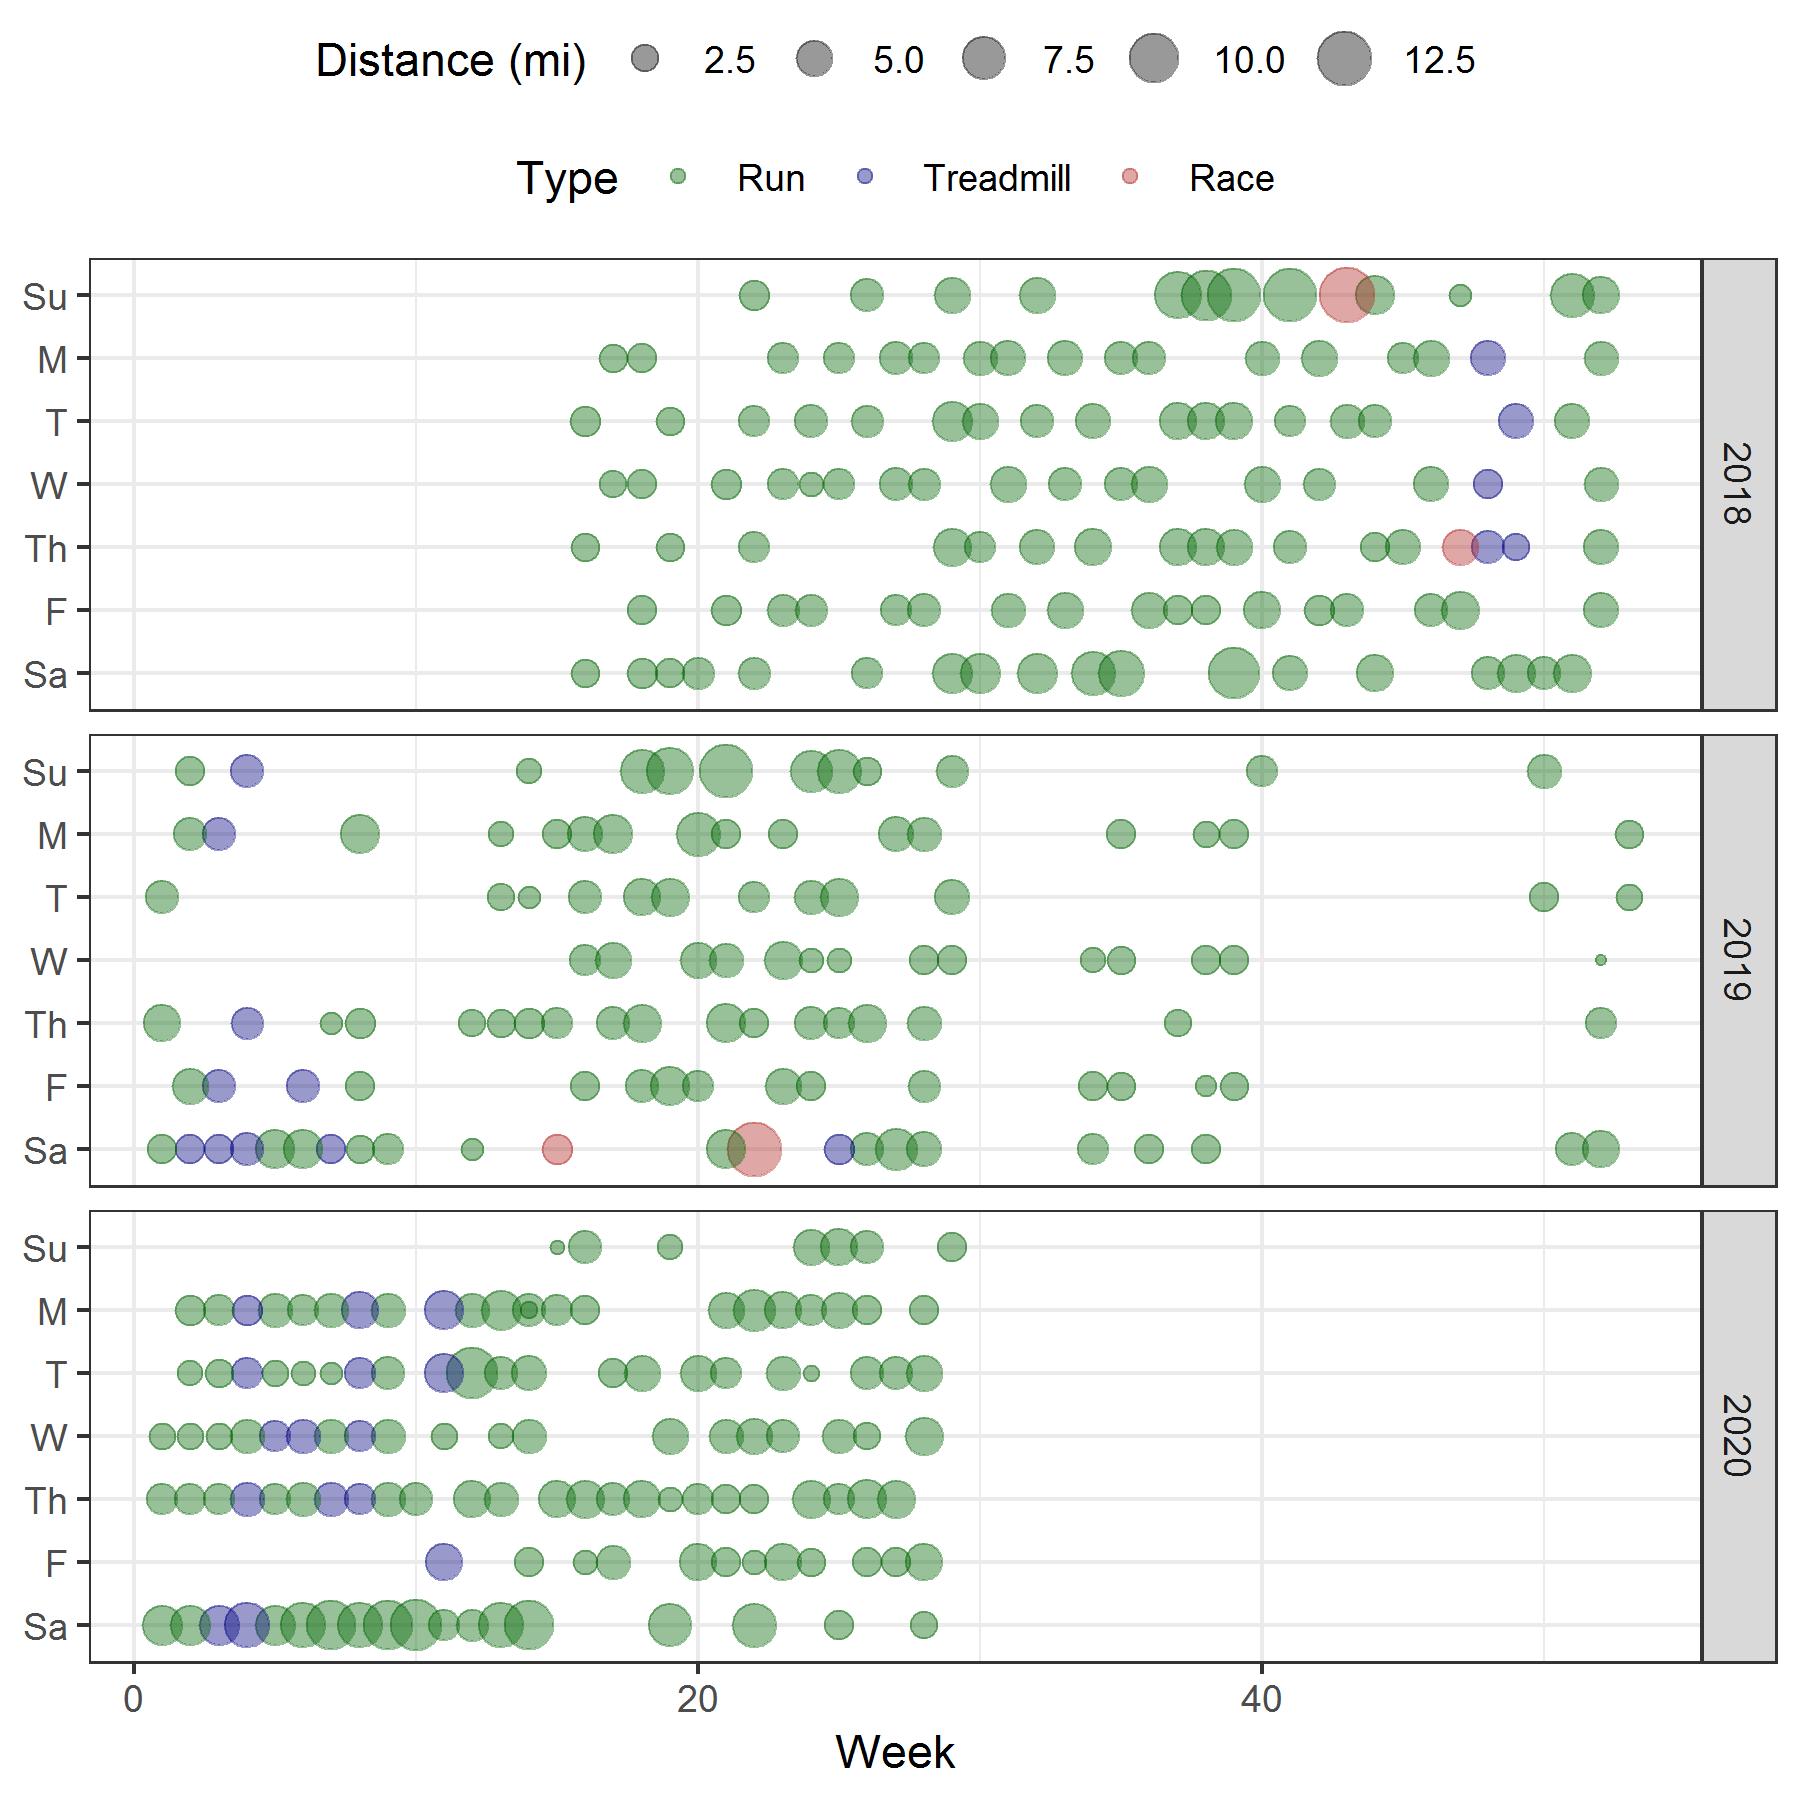 Distance (mi) 2.5 5.0 7.5 10.0 12.5
Type Run Treadmill Race
Su
M
T
W
Th
F
Sa
2018
Su
M
T
W
Th
F
Sa
2019
Su
M
T
W
Th
F
Sa
2020
0 20 40
Week